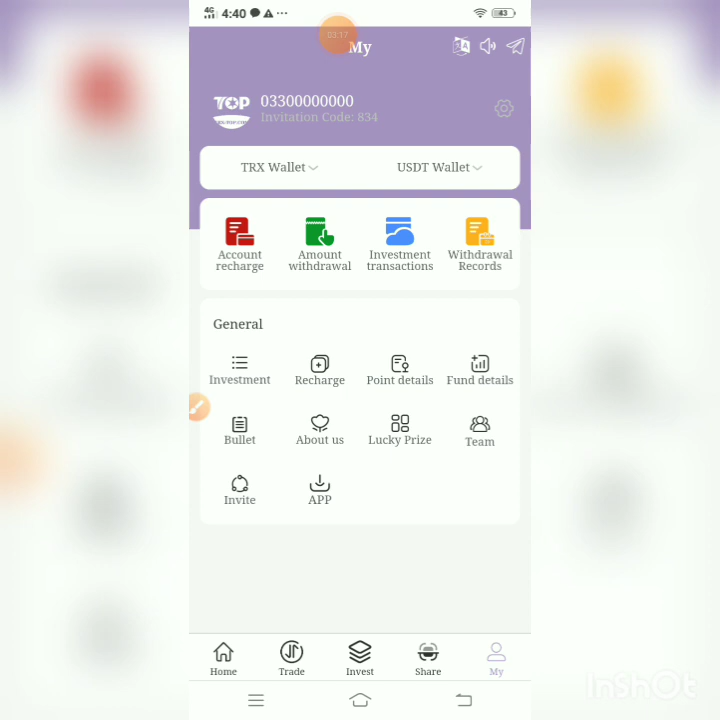 4G 4:40 43
03:17
My
TOP
03300000000
Invitation Code: 834
TRX Wallet USDT Wallet
Account recharge
Amount withdrawal
Investment transactions
Withdrawal Records
General
Investment Recharge Point details Fund details
Bullet About us Lucky Prize Team
Invite APP
Home Trade Invest Share My
InShOt